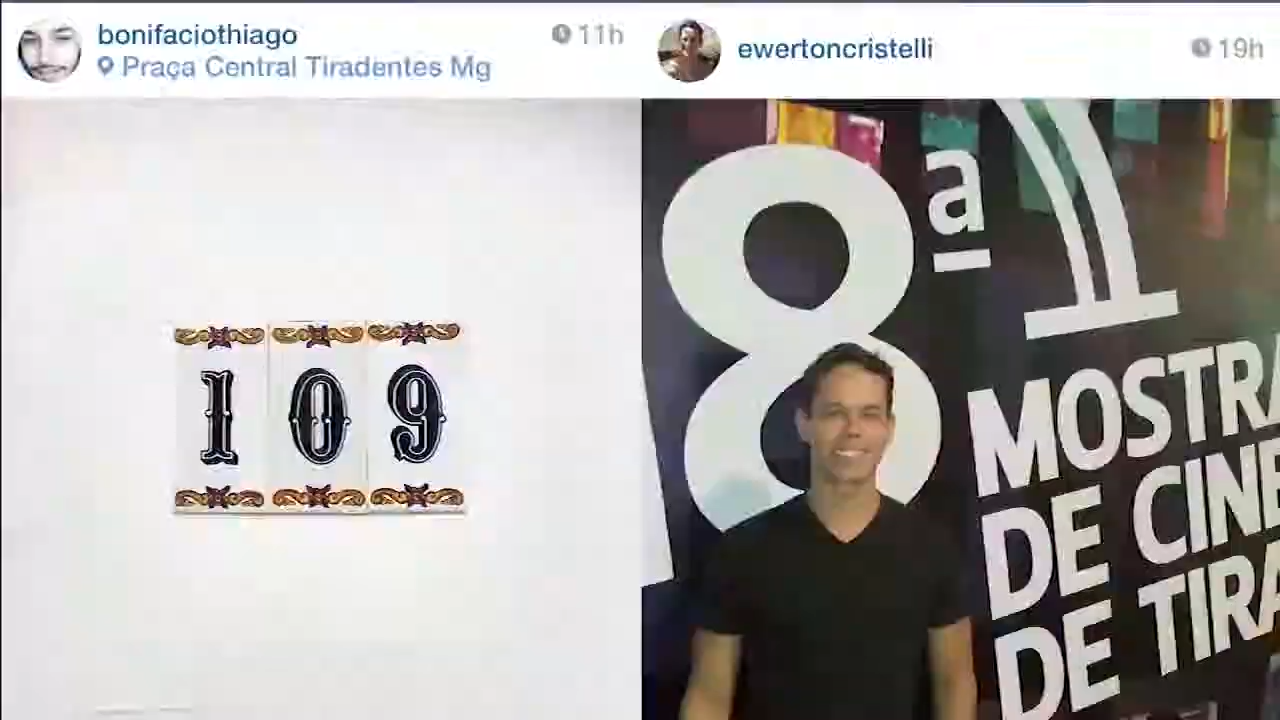 bonifaciothiago
11h
Praça Central Tiradentes Mg
109
ewertoncristelli
19h
8ª
MOSTRA
DE CINE
DE TIRA